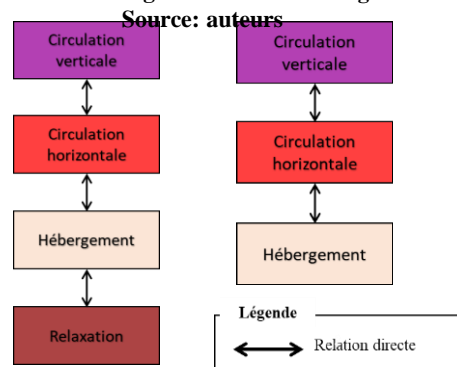 Source: auteurs
Circulation
verticale
Circulation
horizontale
Hébergement
Relaxation
Circulation
verticale
Circulation
horizontale
Hébergement
Légende
Relation directe